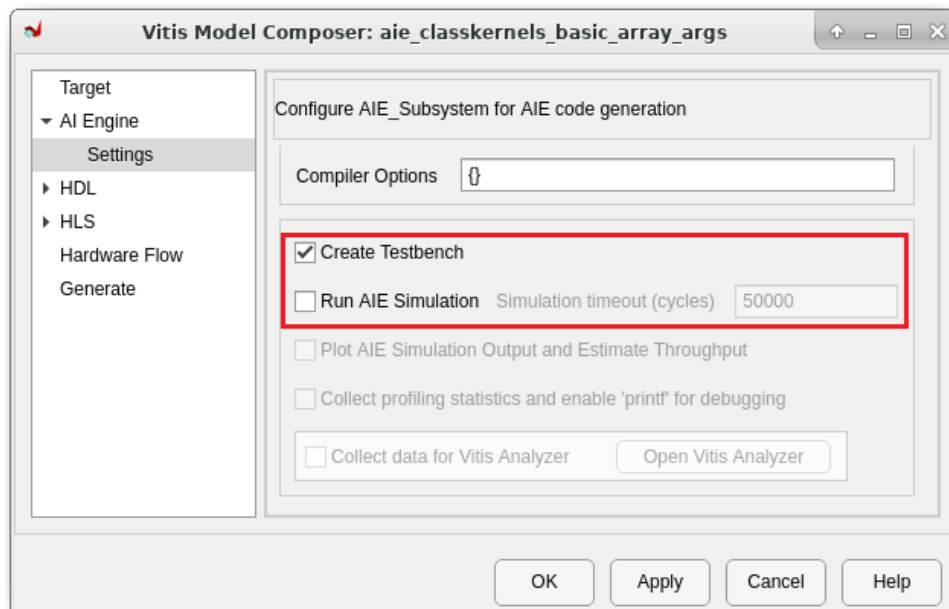 Vitis Model Composer: aie_classkernels_basic_array_args
Target
AI Engine
Settings
HDL
HLS
Hardware Flow
Generate
Configure AIE_Subsystem for AIE code generation
Compiler Options {}
Create Testbench
Run AIE Simulation Simulation timeout (cycles) 50000
Plot AIE Simulation Output and Estimate Throughput
Collect profiling statistics and enable 'printf' for debugging
Collect data for Vitis Analyzer Open Vitis Analyzer
OK Apply Cancel Help